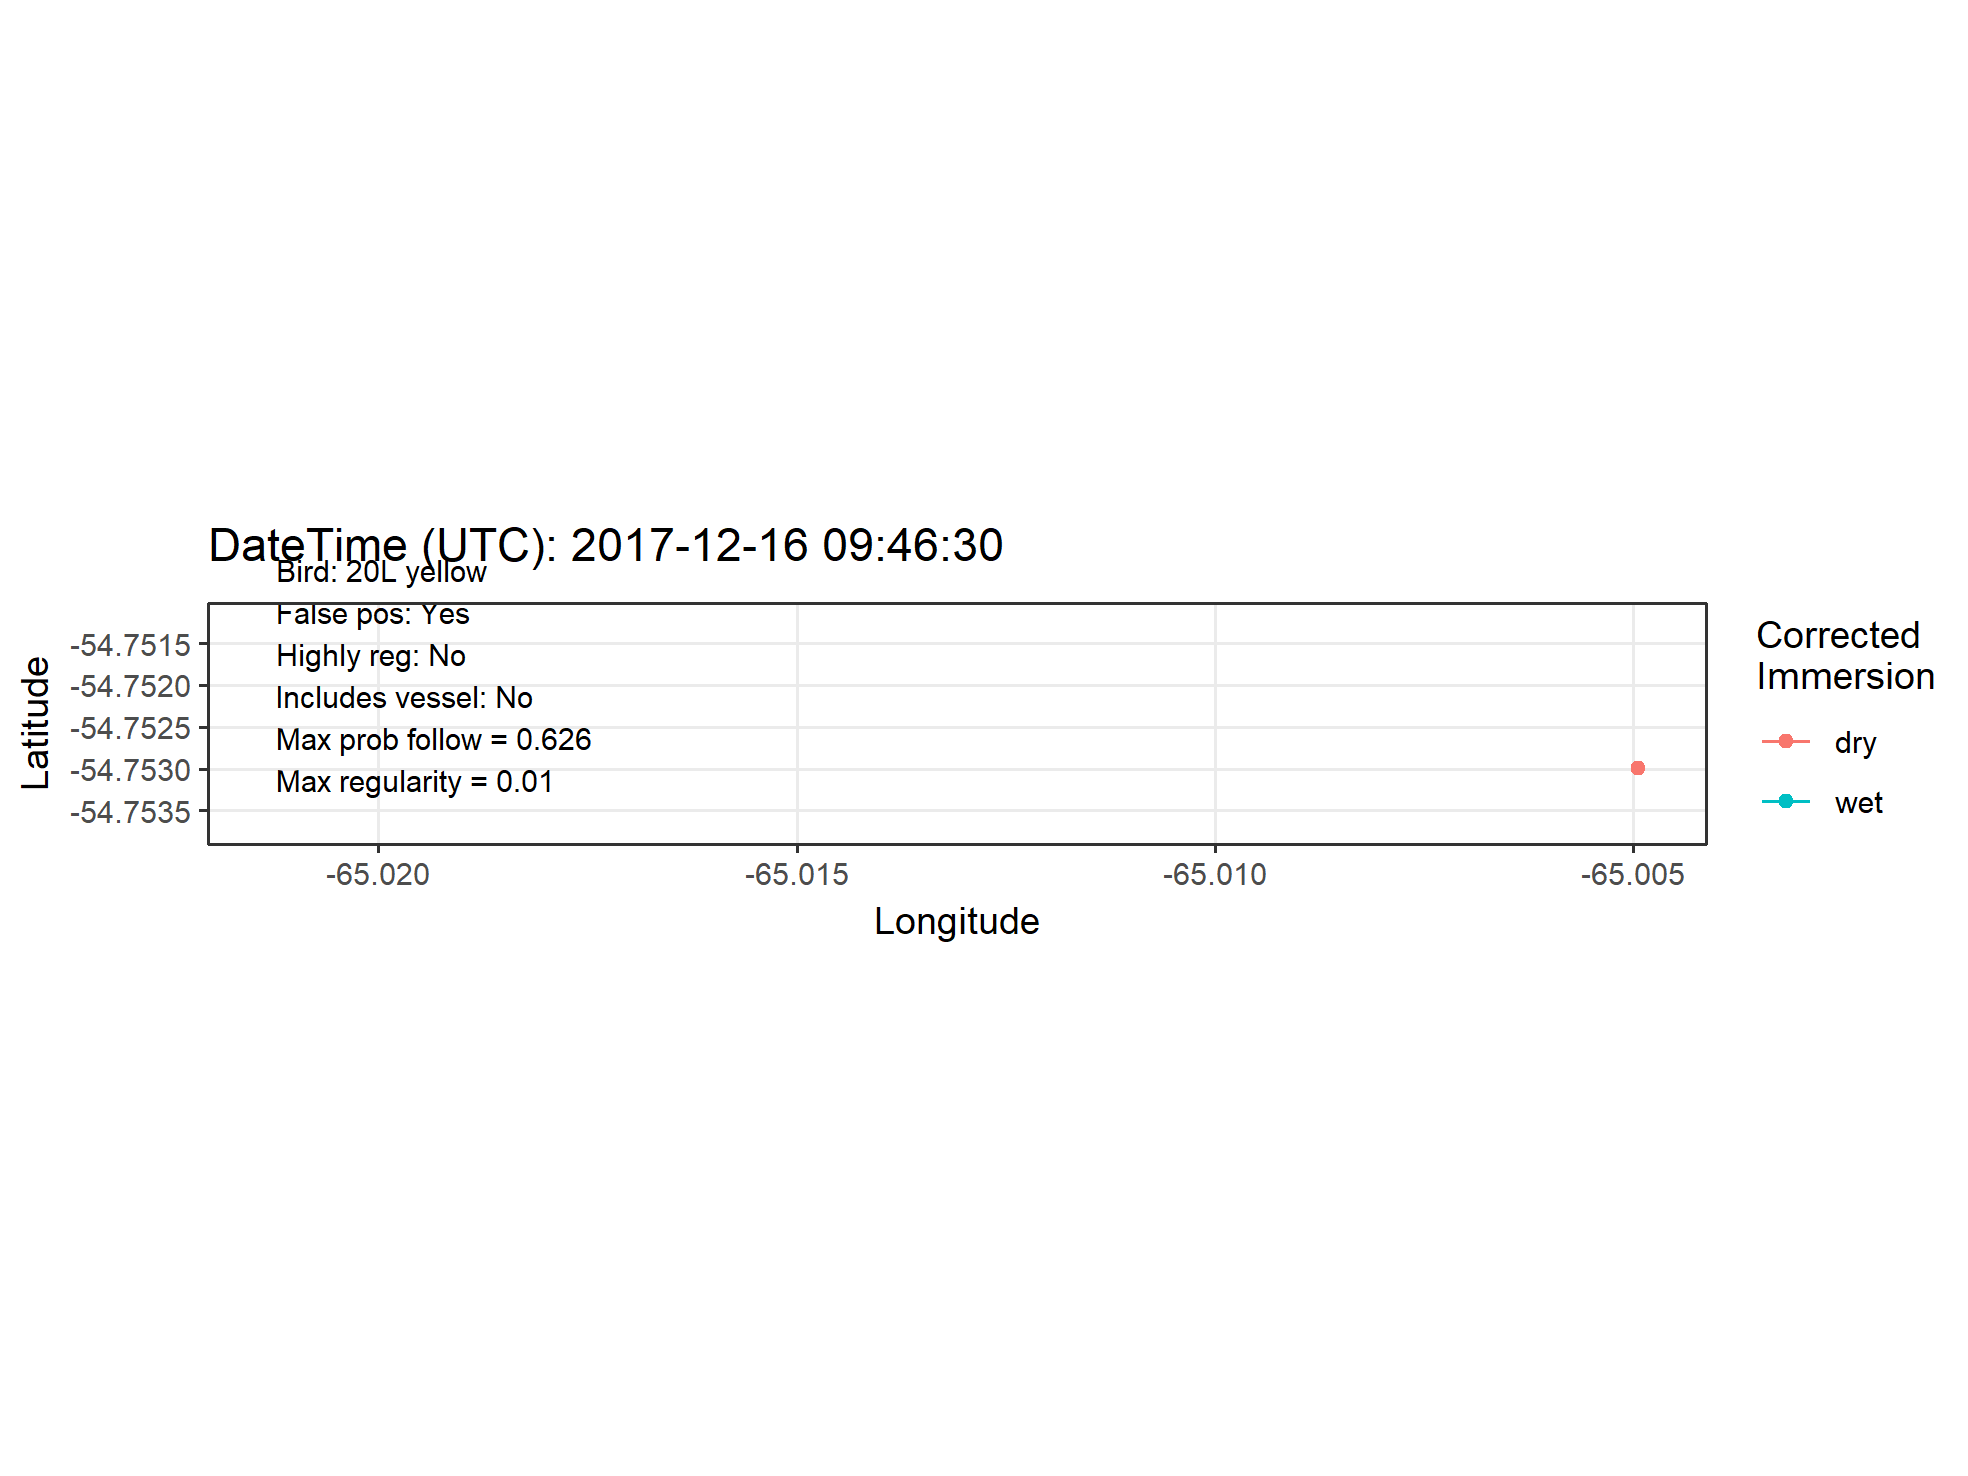 DateTime (UTC): 2017-12-16 09:46:30
Bird: 20L yellow
False pos: Yes
Highly reg: No
Includes vessel: No
Max prob follow = 0.626
Max regularity = 0.01
Latitude
-54.7515
-54.7520
-54.7525
-54.7530
-54.7535
-65.020
-65.015
-65.010
-65.005
Longitude
Corrected
Immersion
dry
wet